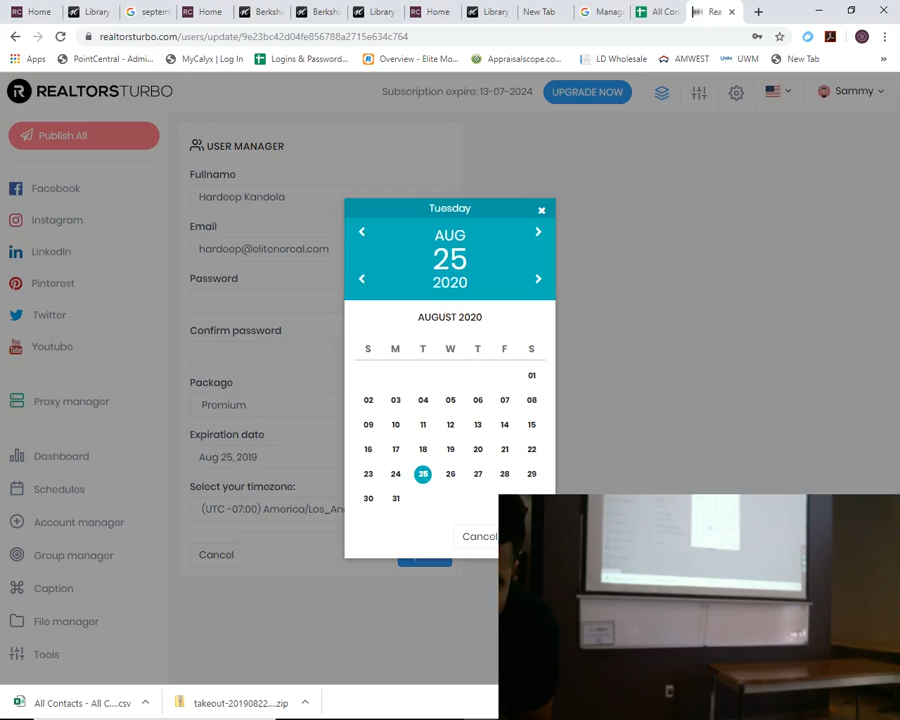 Home Library septem Home Berkshi Berkshi Library Home Library New Tab Manag All Con Rea
realtorsturbo.com/users/update/9e23bc42d04fe856788a2715e634c764
Apps PointCentral - Admi... MyCalyx | Log In Logins & Password... Overview - Elite Mo... Appraisalscope.co... LD Wholesale AMWEST UWM UWM New Tab »
R REALTORSTURBO Subscription expire: 13-07-2024 UPGRADE NOW Sammy
Publish All
Facebook
Instagram
LinkedIn
Pinterest
Twitter
Youtube
Proxy manager
Dashboard
Schedules
Account manager
Group manager
Caption
File manager
Tools
USER MANAGER
Fullname
Hardeep Kandola
Email
hardeep@elitenorcal.com
Password
Confirm password
Package
Premium
Expiration date
Aug 25, 2019
Select your timezone:
(UTC -07:00) America/Los_An
Cancel
Tuesday
AUG
25
2020
AUGUST 2020
S M T W T F S
01
02 03 04 05 06 07 08
09 10 11 12 13 14 15
16 17 18 19 20 21 22
23 24 25 26 27 28 29
30 31
Cancel
All Contacts - All C....csv takeout-20190822....zip